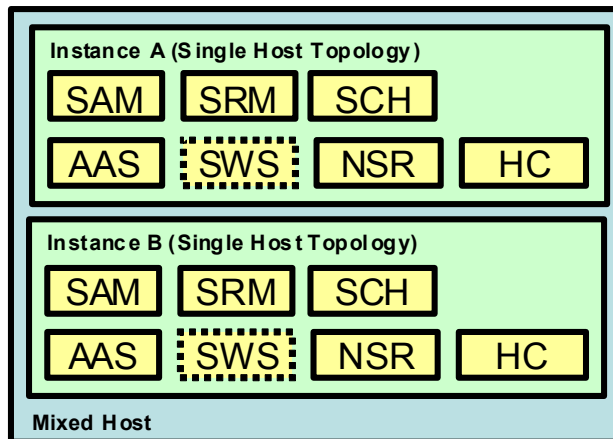 Instance A (Single Host Topology)
SAM SRM SCH
AAS SWS NSR HC
Instance B (Single Host Topology)
SAM SRM SCH
AAS SWS NSR HC
Mixed Host